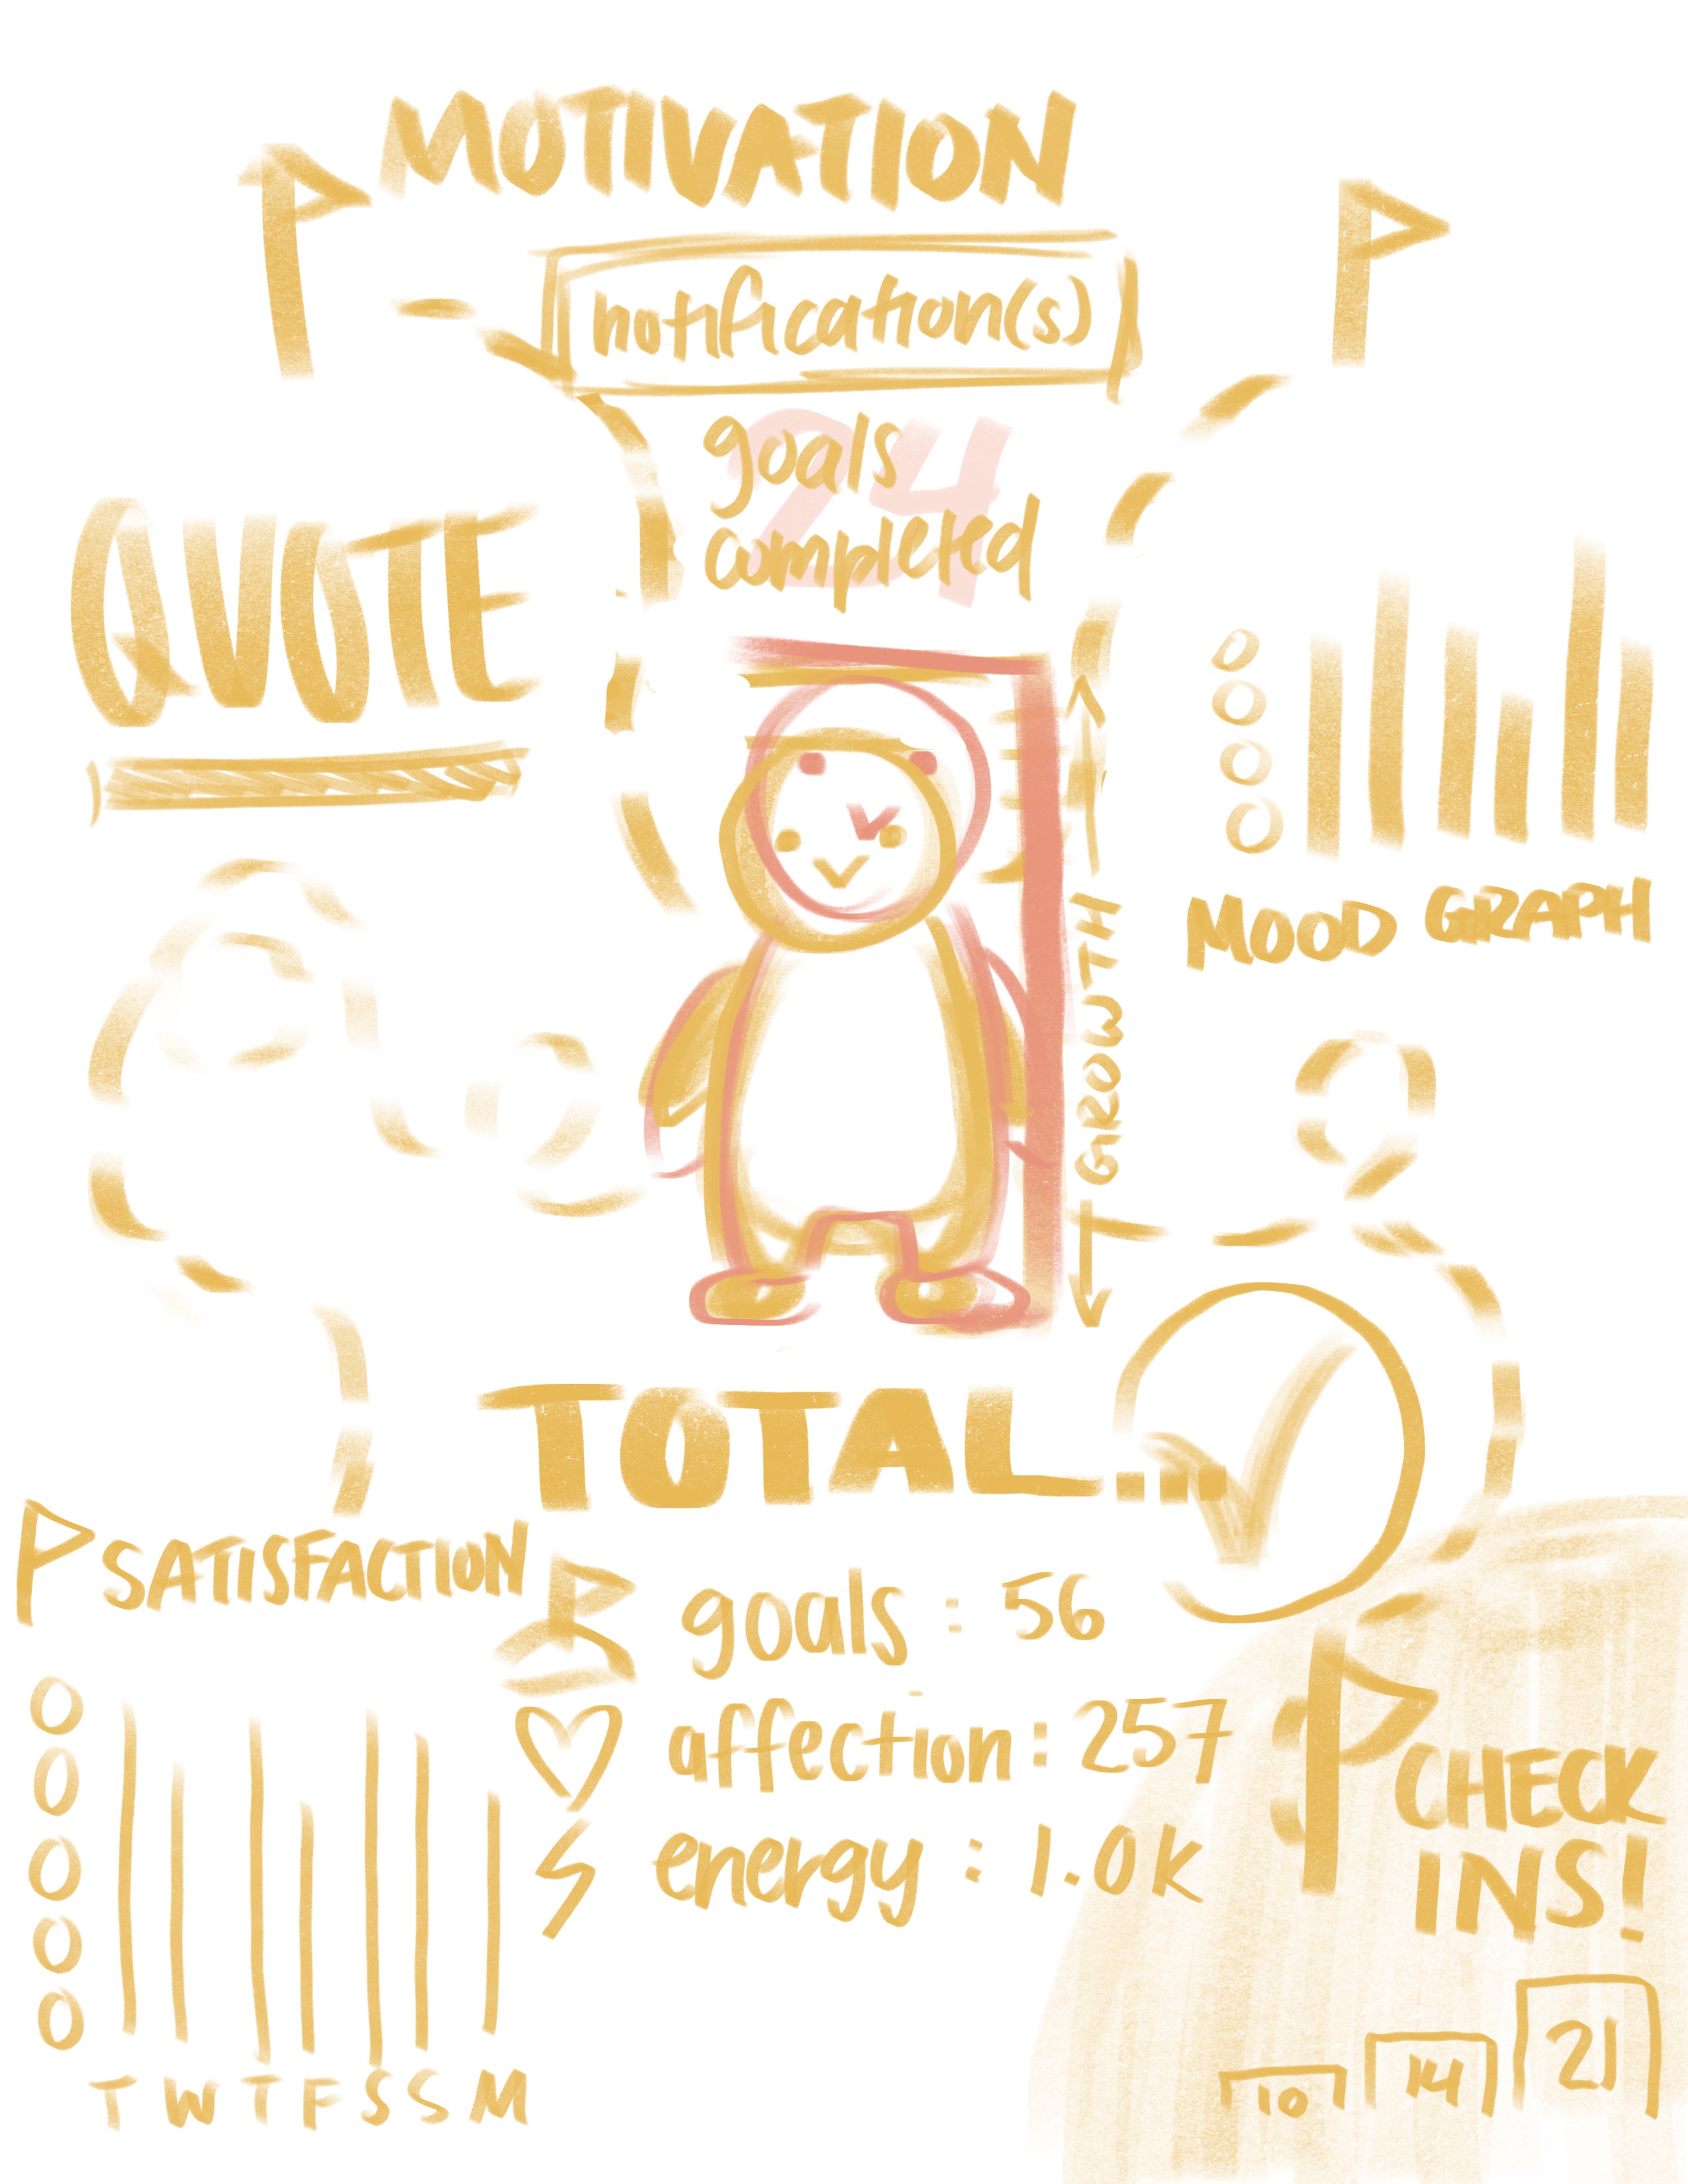 MOTIVATION
notification(s)
24
goals
completed
QUOTE
MOOD GRAPH
GROWTH
TOTAL...
SATISFACTION
goals : 56
affection : 257
energy : 1.0k
T W T F S S M
CHECK
INS!
10 14 21